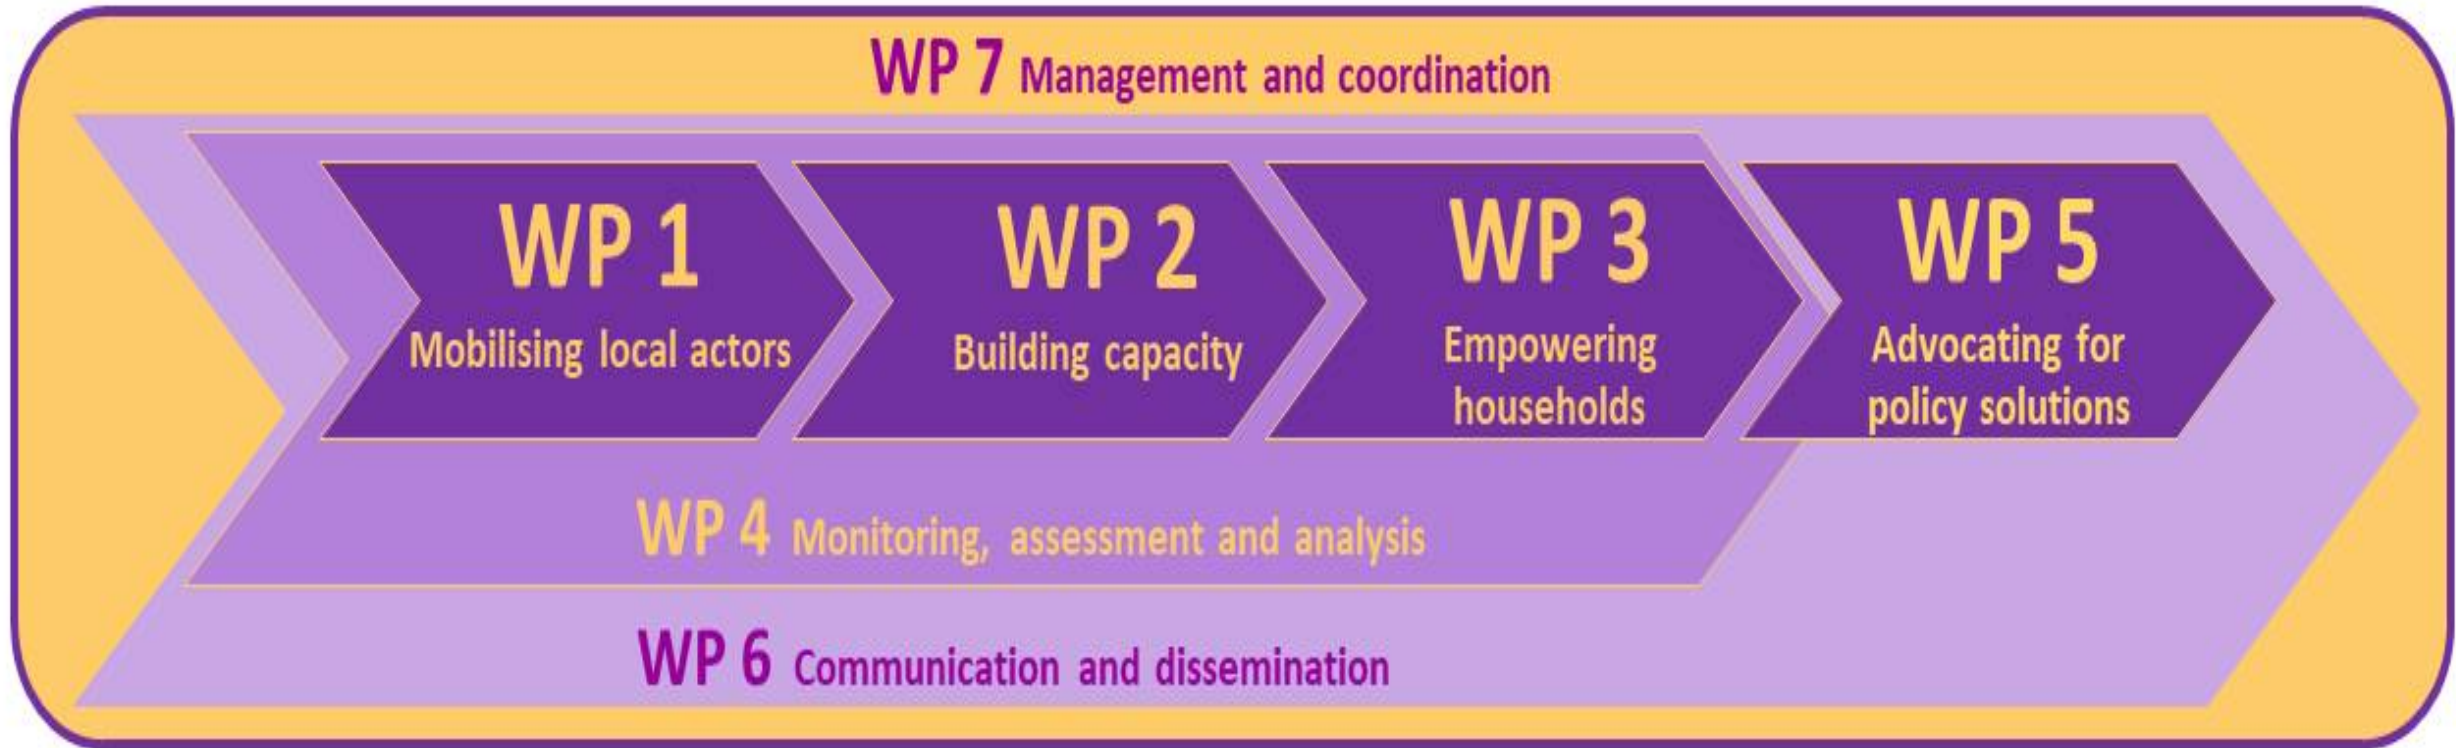 WP 7 Management and coordination
WP 1
Mobilising local actors
WP 2
Building capacity
WP 3
Empowering
households
WP 5
Advocating for
policy solutions
WP 4 Monitoring, assessment and analysis
WP 6 Communication and dissemination